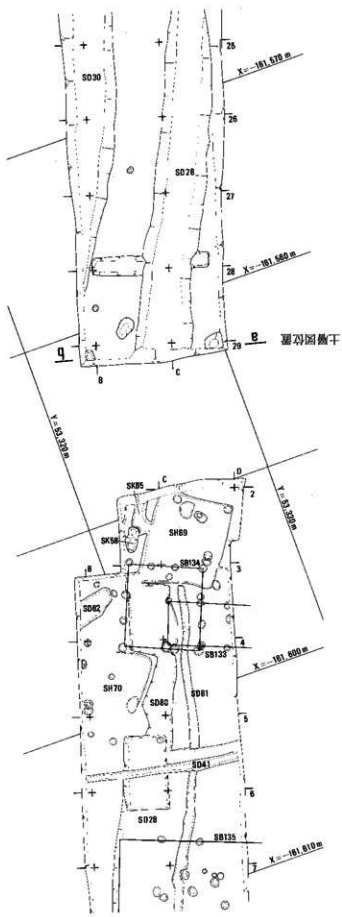 25
X=-161,570m
SD30
26
SD28
27
X=-161,560m
28
b
a
29
土層図位置
B
C
Y=53,320m
Y=53,330m
D
C
2
SK65
SK58
SH69
SB134
3
B
SD82
4
SB133
X=-161,600m
SH70
SD81
SD80
5
SD41
6
SD28
SB135
X=-161,610m
7